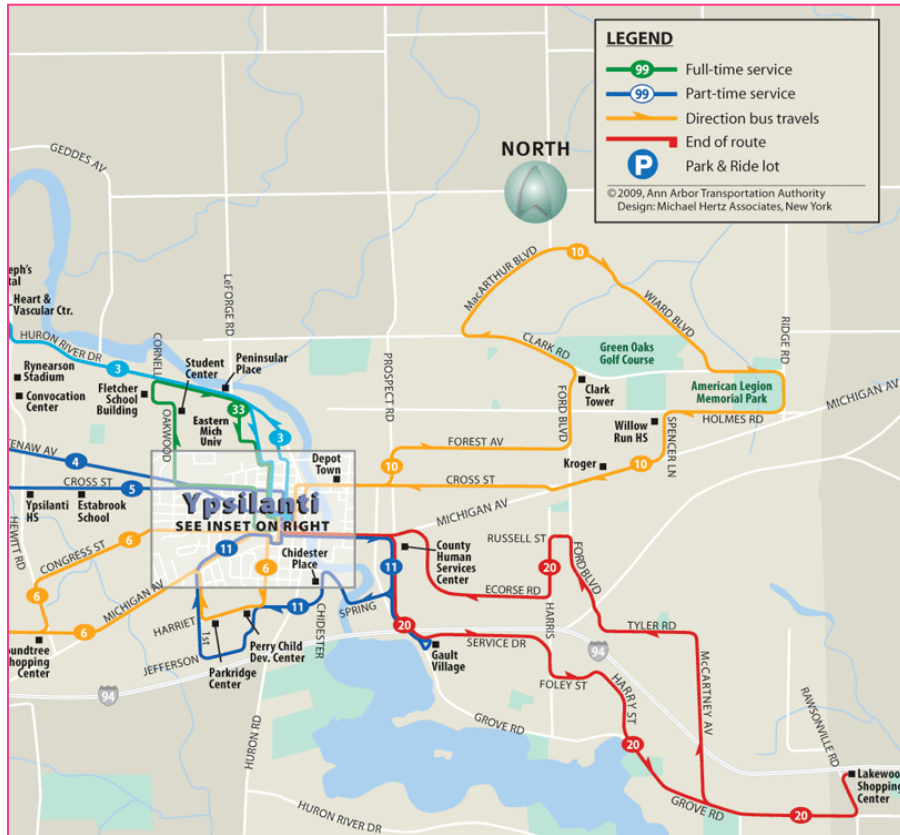 LEGEND
99 Full-time service
99 Part-time service
Direction bus travels
End of route
P Park & Ride lot
©2009, Ann Arbor Transportation Authority
Design: Michael Hertz Associates, New York
NORTH
GEDDES AV
LeFORGE RD
MacARTHUR BLVD
10
WIARD BLVD
RIDGE RD
eph's
tal
Heart &
Vascular Ctr.
HURON RIVER DR
3
CORNELL
Student
Center
Peninsular
Place
PROSPECT RD
CLARK RD
Green Oaks
Golf Course
Rynearson
Stadium
Convocation
Center
Fletcher
School
Building
33
Eastern
Mich
Univ
OAKWOOD
3
Clark
Tower
FORD BLVD
American Legion
Memorial Park
MICHIGAN AV
HOLMES RD
Willow
Run HS
SPENCER LN
FOREST AV
10
Kroger
10
TENAW AV
4
CROSS ST
5
Depot
Town
CROSS ST
Ypsilanti
SEE INSET ON RIGHT
Ypsilanti
HS
Estabrook
School
HEWITT RD
MICHIGAN AV
RUSSELL ST
CONGRESS ST
11
6
Chidester
Place
11
County
Human
Services
Center
20
FORD BLVD
ECORSE RD
6
MICHIGAN AV
6
HARRIET
1st
11
CHIDESTER
SPRING
20
HARRIS
TYLER RD
oundtree
hopping
Center
JEFFERSON
Parkridge
Center
Perry Child
Dev. Center
Gault
Village
SERVICE DR
94
94
FOLEY ST
HARRY ST
McCARTNEY AV
RAWSONVILLE RD
HURON RD
GROVE RD
20
Lakewoo
Shopping
Center
HURON RIVER DR
GROVE RD
20